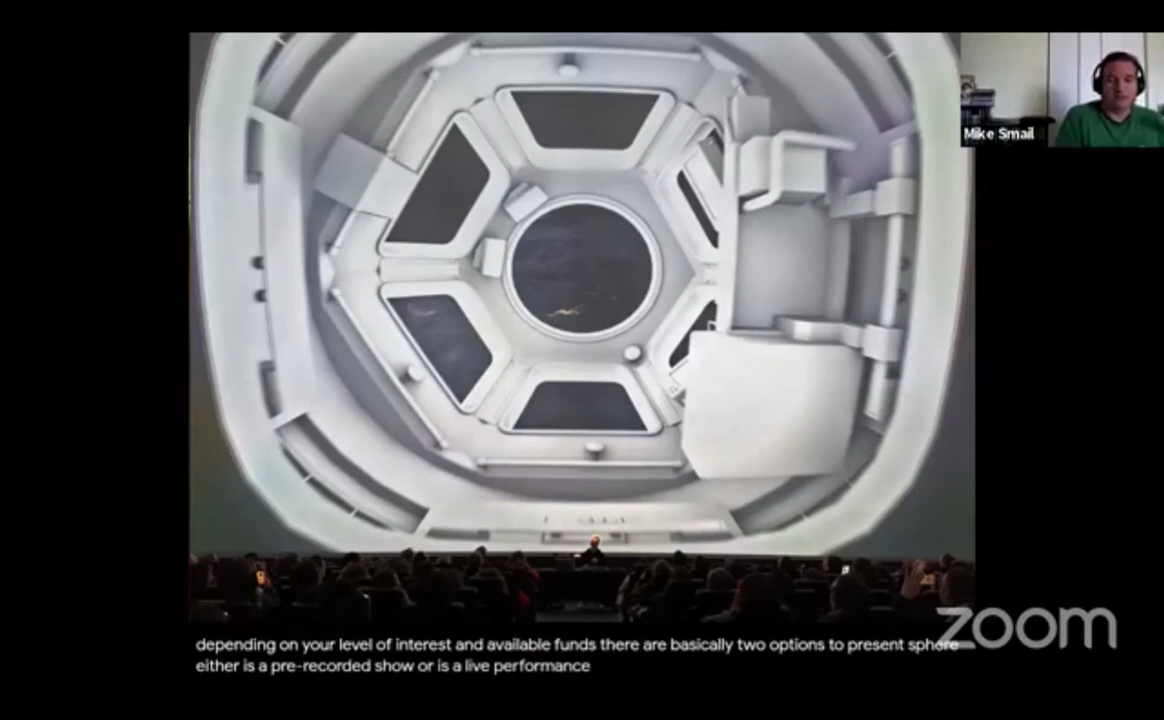 Mike Smail
zoom
depending on your level of interest and available funds there are basically two options to present sphere
either is a pre-recorded show or is a live performance